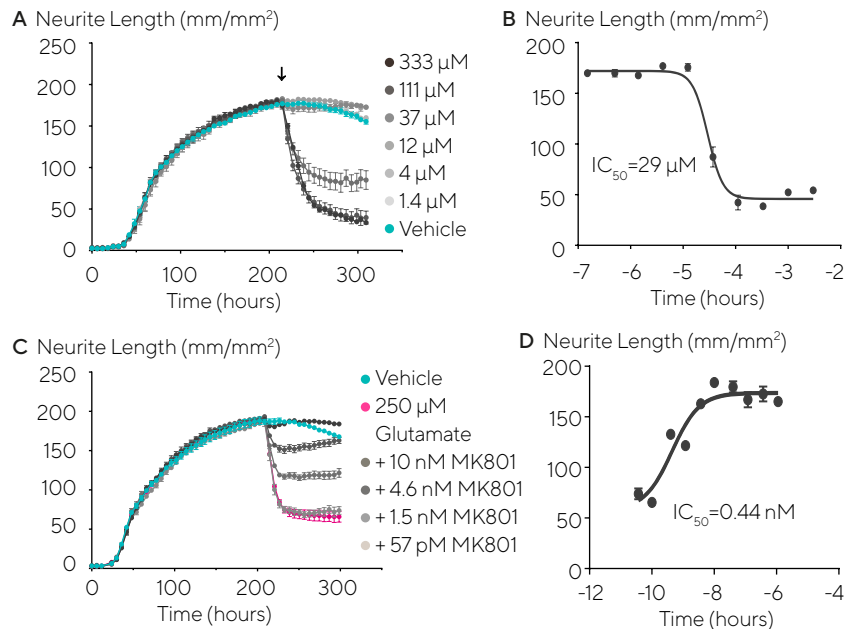 A Neurite Length (mm/mm²)
250
200
150
100
50
0
0 100 200 300
Time (hours)
333 µM
111 µM
37 µM
12 µM
4 µM
1.4 µM
Vehicle
B Neurite Length (mm/mm²)
200
150
100
50
0
IC₅₀=29 µM
-7 -6 -5 -4 -3 -2
Time (hours)
C Neurite Length (mm/mm²)
250
200
150
100
50
0
0 100 200 300
Time (hours)
Vehicle
250 µM
Glutamate
+ 10 nM MK801
+ 4.6 nM MK801
+ 1.5 nM MK801
+ 57 pM MK801
D Neurite Length (mm/mm²)
200
150
100
50
0
IC₅₀=0.44 nM
-12 -10 -8 -6 -4
Time (hours)